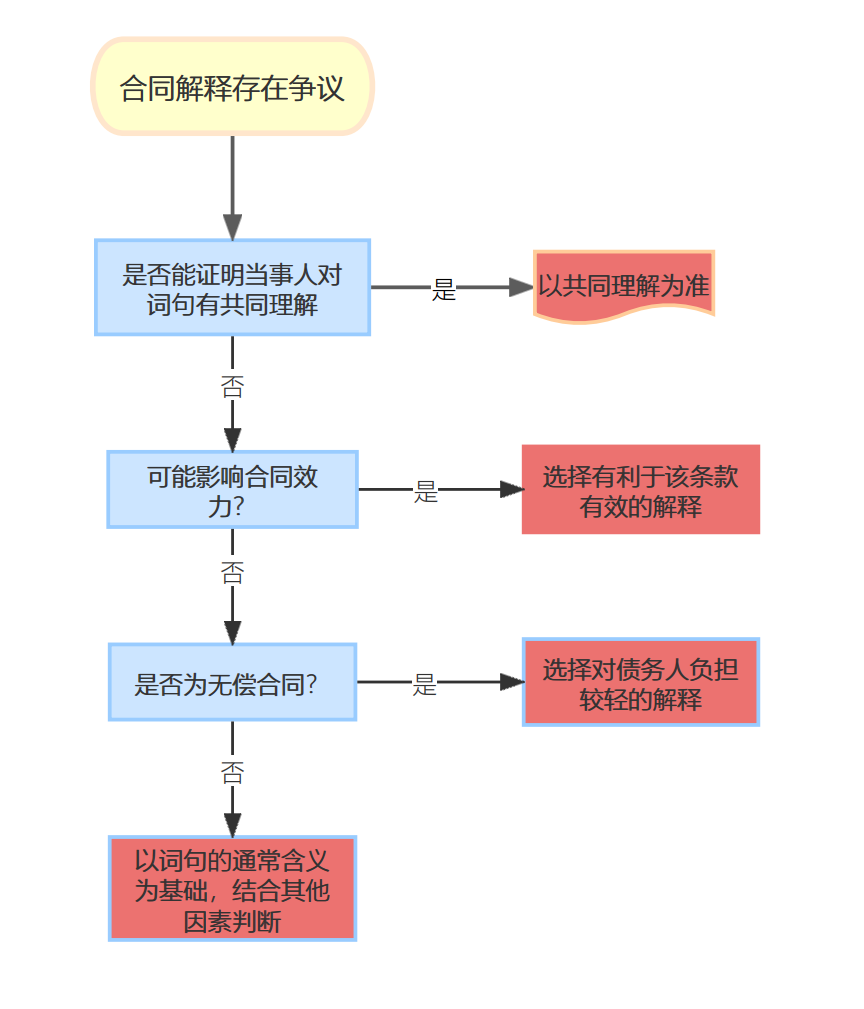 合同解释存在争议
是否能证明当事人对
词句有共同理解
是
以共同理解为准
否
可能影响合同效
力？
是
选择有利于该条款
有效的解释
否
是否为无偿合同？
是
选择对债务人负担
较轻的解释
否
以词句的通常含义
为基础，结合其他
因素判断